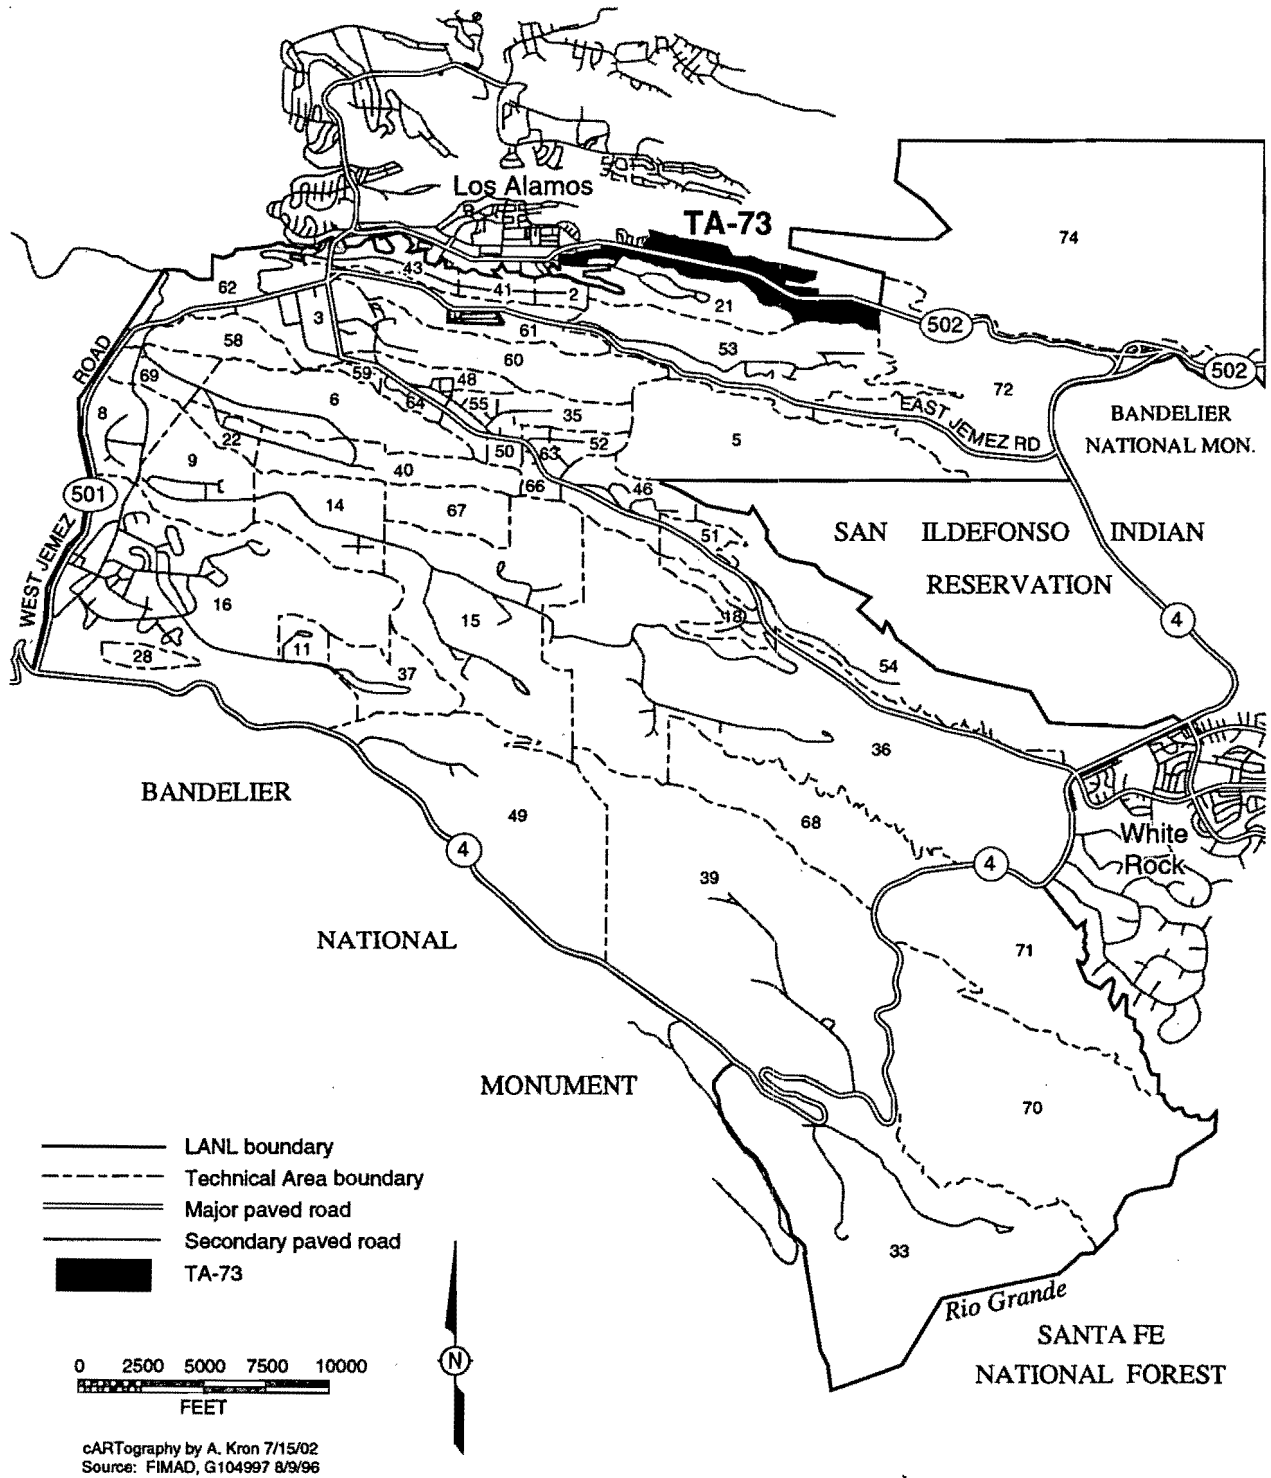 Los Alamos
TA-73
74
62
43
41
2
21
3
502
58
61
53
60
502
ROAD
69
59
48
72
6
64
55
35
EAST JEMEZ RD
BANDELIER
NATIONAL MON.
8
22
52
5
9
50
63
40
66
46
501
14
67
51
SAN ILDEFONSO INDIAN
RESERVATION
WEST JEMEZ
16
15
18
4
28
11
37
54
36
BANDELIER
49
68
White
Rock
4
4
39
NATIONAL
71
MONUMENT
70
LANL boundary
Technical Area boundary
Major paved road
Secondary paved road
TA-73
33
Rio Grande
SANTA FE
NATIONAL FOREST
N
0 2500 5000 7500 10000
FEET
cARTography by A. Kron 7/15/02
Source: FIMAD, G104997 8/9/96